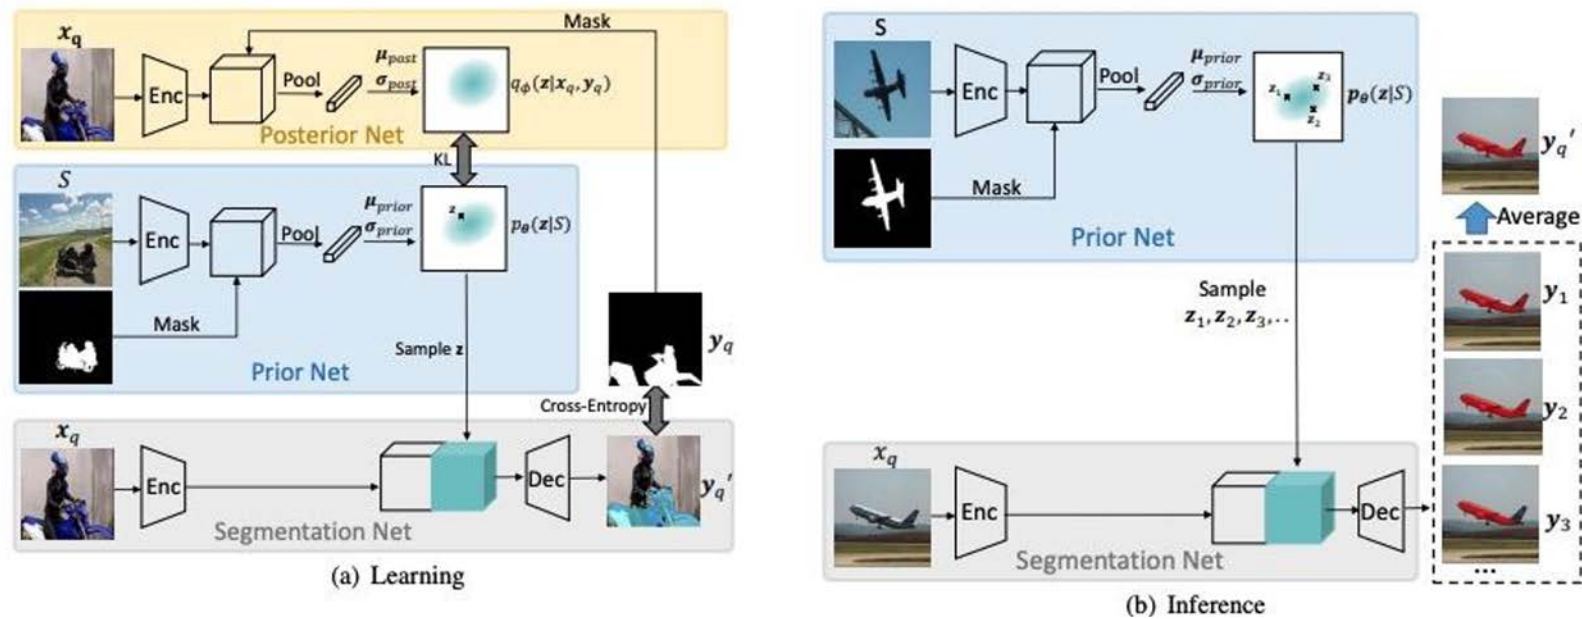 x_q
Mask
Enc
Pool
μ_post
σ_post
q_ϕ(z|x_q, y_q)
Posterior Net
KL
S
Enc
Pool
μ_prior
σ_prior
z
p_θ(z|S)
Mask
Prior Net
Sample z
y_q
Cross-Entropy
x_q
Enc
Dec
y_q'
Segmentation Net
(a) Learning
S
Enc
Pool
μ_prior
σ_prior
z_1
z_3
z_2
p_θ(z|S)
Mask
Prior Net
Sample
z_1, z_2, z_3,..
y_q'
Average
y_1
y_2
y_3
...
x_q
Enc
Dec
Segmentation Net
(b) Inference